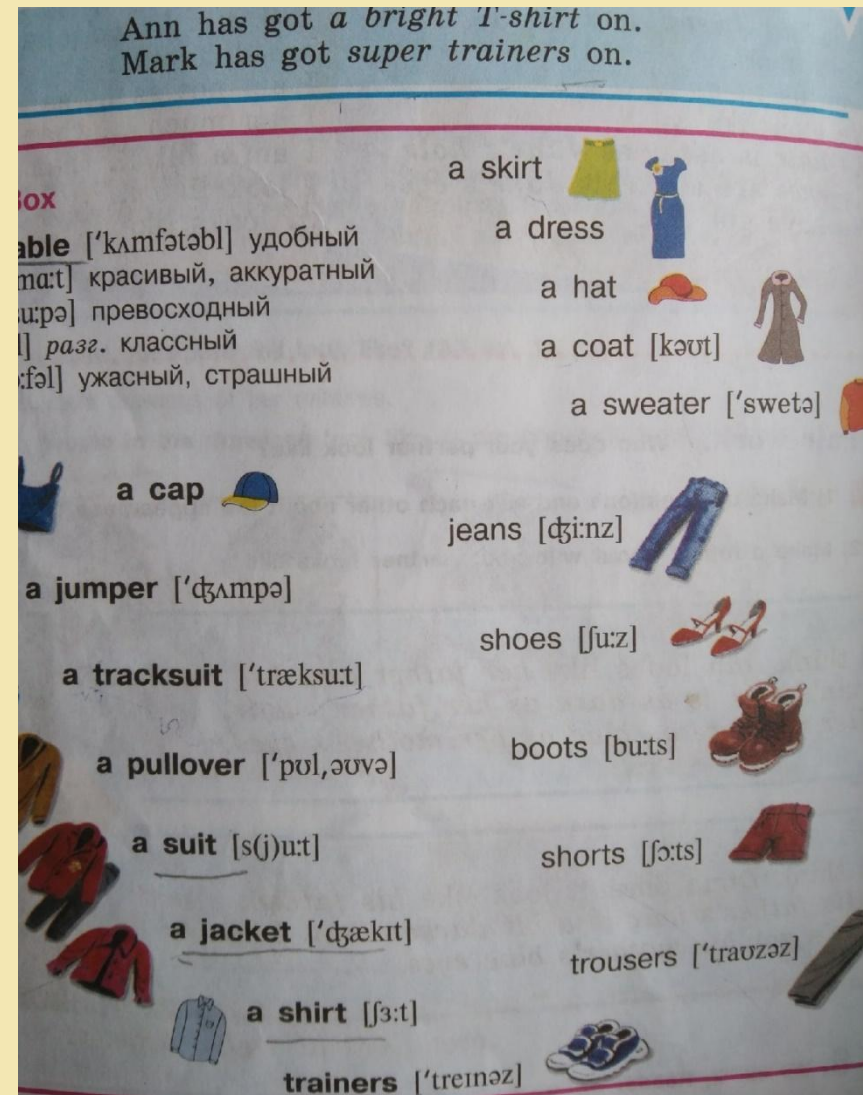 Ann has got a bright T-shirt on.
Mark has got super trainers on.
a skirt
a dress
a hat
a coat [kəʊt]
a sweater ['swetə]
jeans [ʤi:nz]
shoes [ʃu:z]
boots [bu:ts]
shorts [ʃɔ:ts]
trousers ['traʊzəz]
ox
able ['kʌmfətəbl] удобный
mɑ:t] красивый, аккуратный
u:pə] превосходный
l] разг. классный
:fəl] ужасный, страшный
a cap
a jumper ['ʤʌmpə]
a tracksuit ['træksu:t]
a pullover ['pʊl,əʊvə]
a suit [s(j)u:t]
a jacket ['ʤækɪt]
a shirt [ʃɜ:t]
trainers ['treɪnəz]